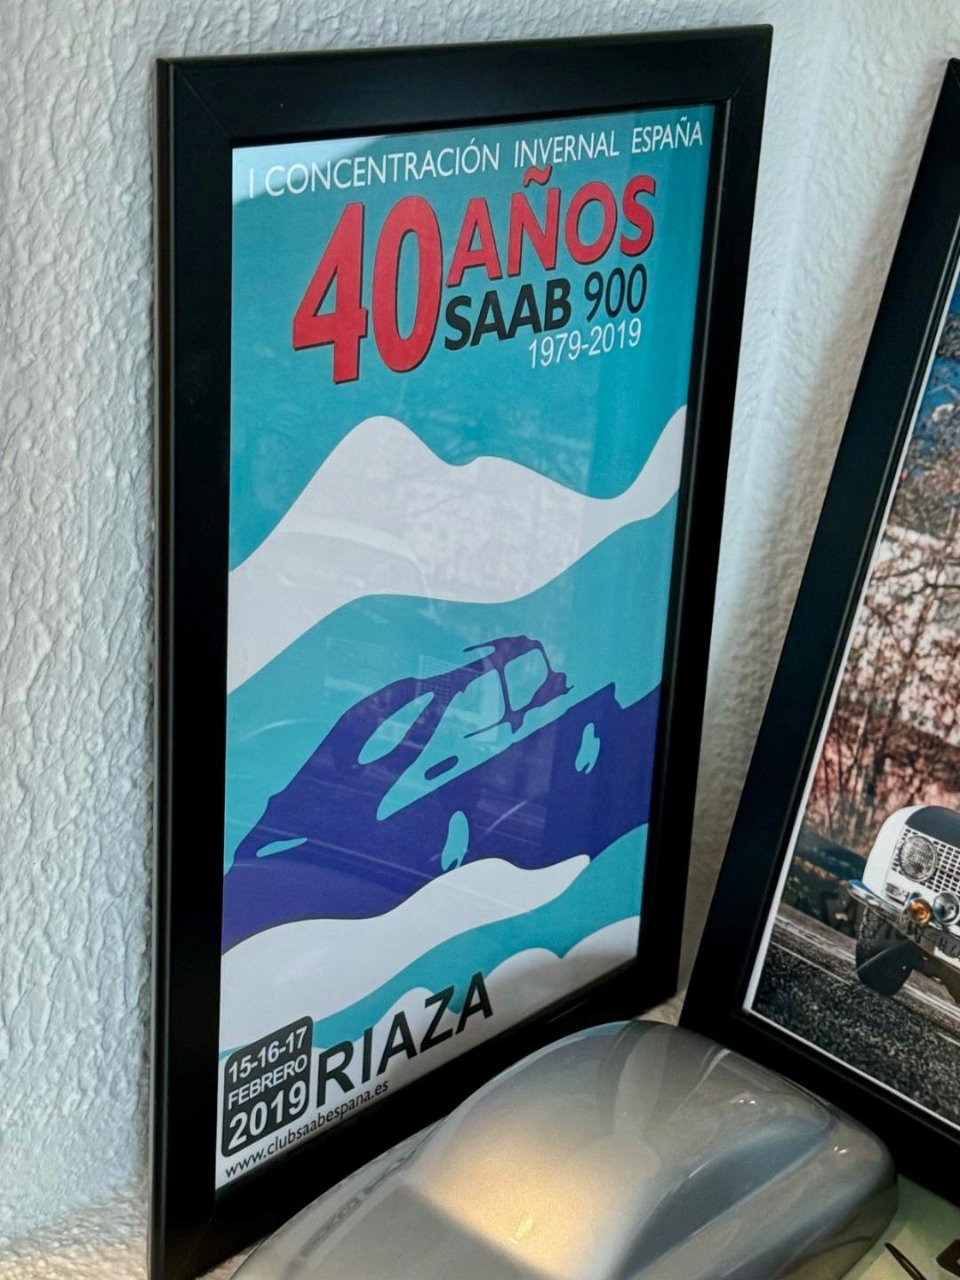 I CONCENTRACIÓN INVERNAL ESPAÑA
40 AÑOS
SAAB 900
1979-2019
15-16-17
FEBRERO
2019
RIAZA
www.clubsaabespana.es